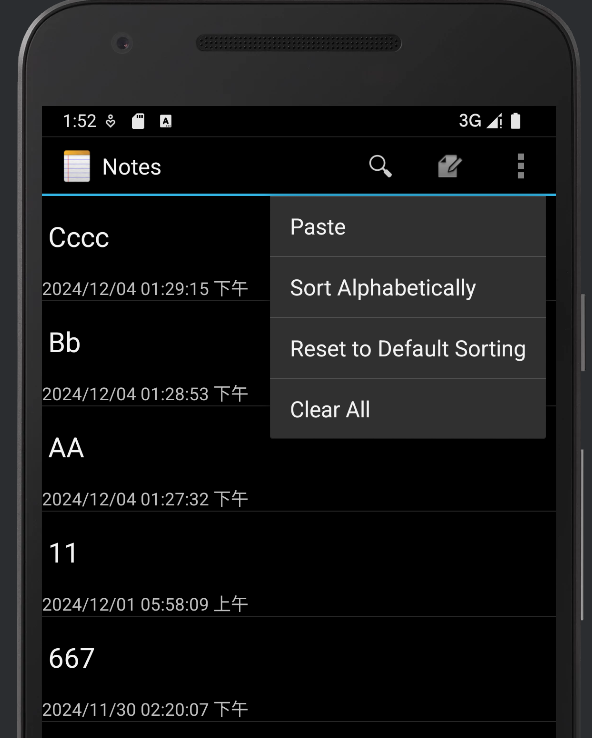 1:52 3G
Notes
Paste
Sort Alphabetically
Reset to Default Sorting
Clear All
Cccc
2024/12/04 01:29:15 下午
Bb
2024/12/04 01:28:53 下午
AA
2024/12/04 01:27:32 下午
11
2024/12/01 05:58:09 上午
667
2024/11/30 02:20:07 下午